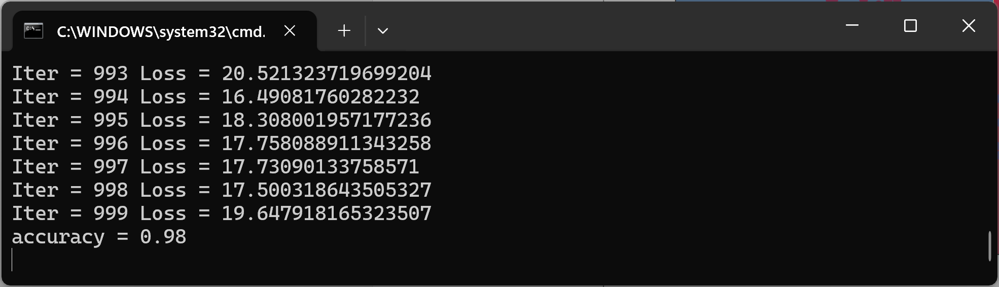 C:\WINDOWS\system32\cmd.
Iter = 993 Loss = 20.521323719699204
Iter = 994 Loss = 16.49081760282232
Iter = 995 Loss = 18.308001957177236
Iter = 996 Loss = 17.758088911343258
Iter = 997 Loss = 17.73090133758571
Iter = 998 Loss = 17.500318643505327
Iter = 999 Loss = 19.647918165323507
accuracy = 0.98